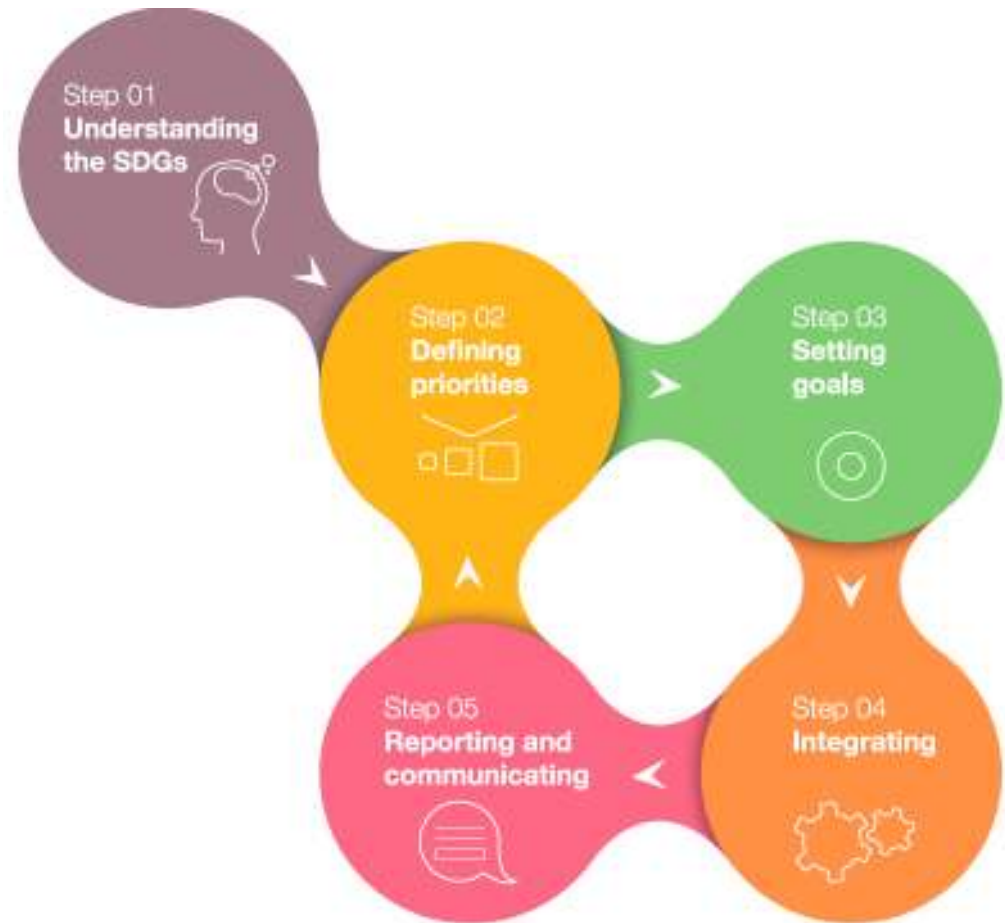 Step 01
Understanding
the SDGs
Step 02
Defining
priorities
Step 03
Setting
goals
Step 04
Integrating
Step 05
Reporting and
communicating